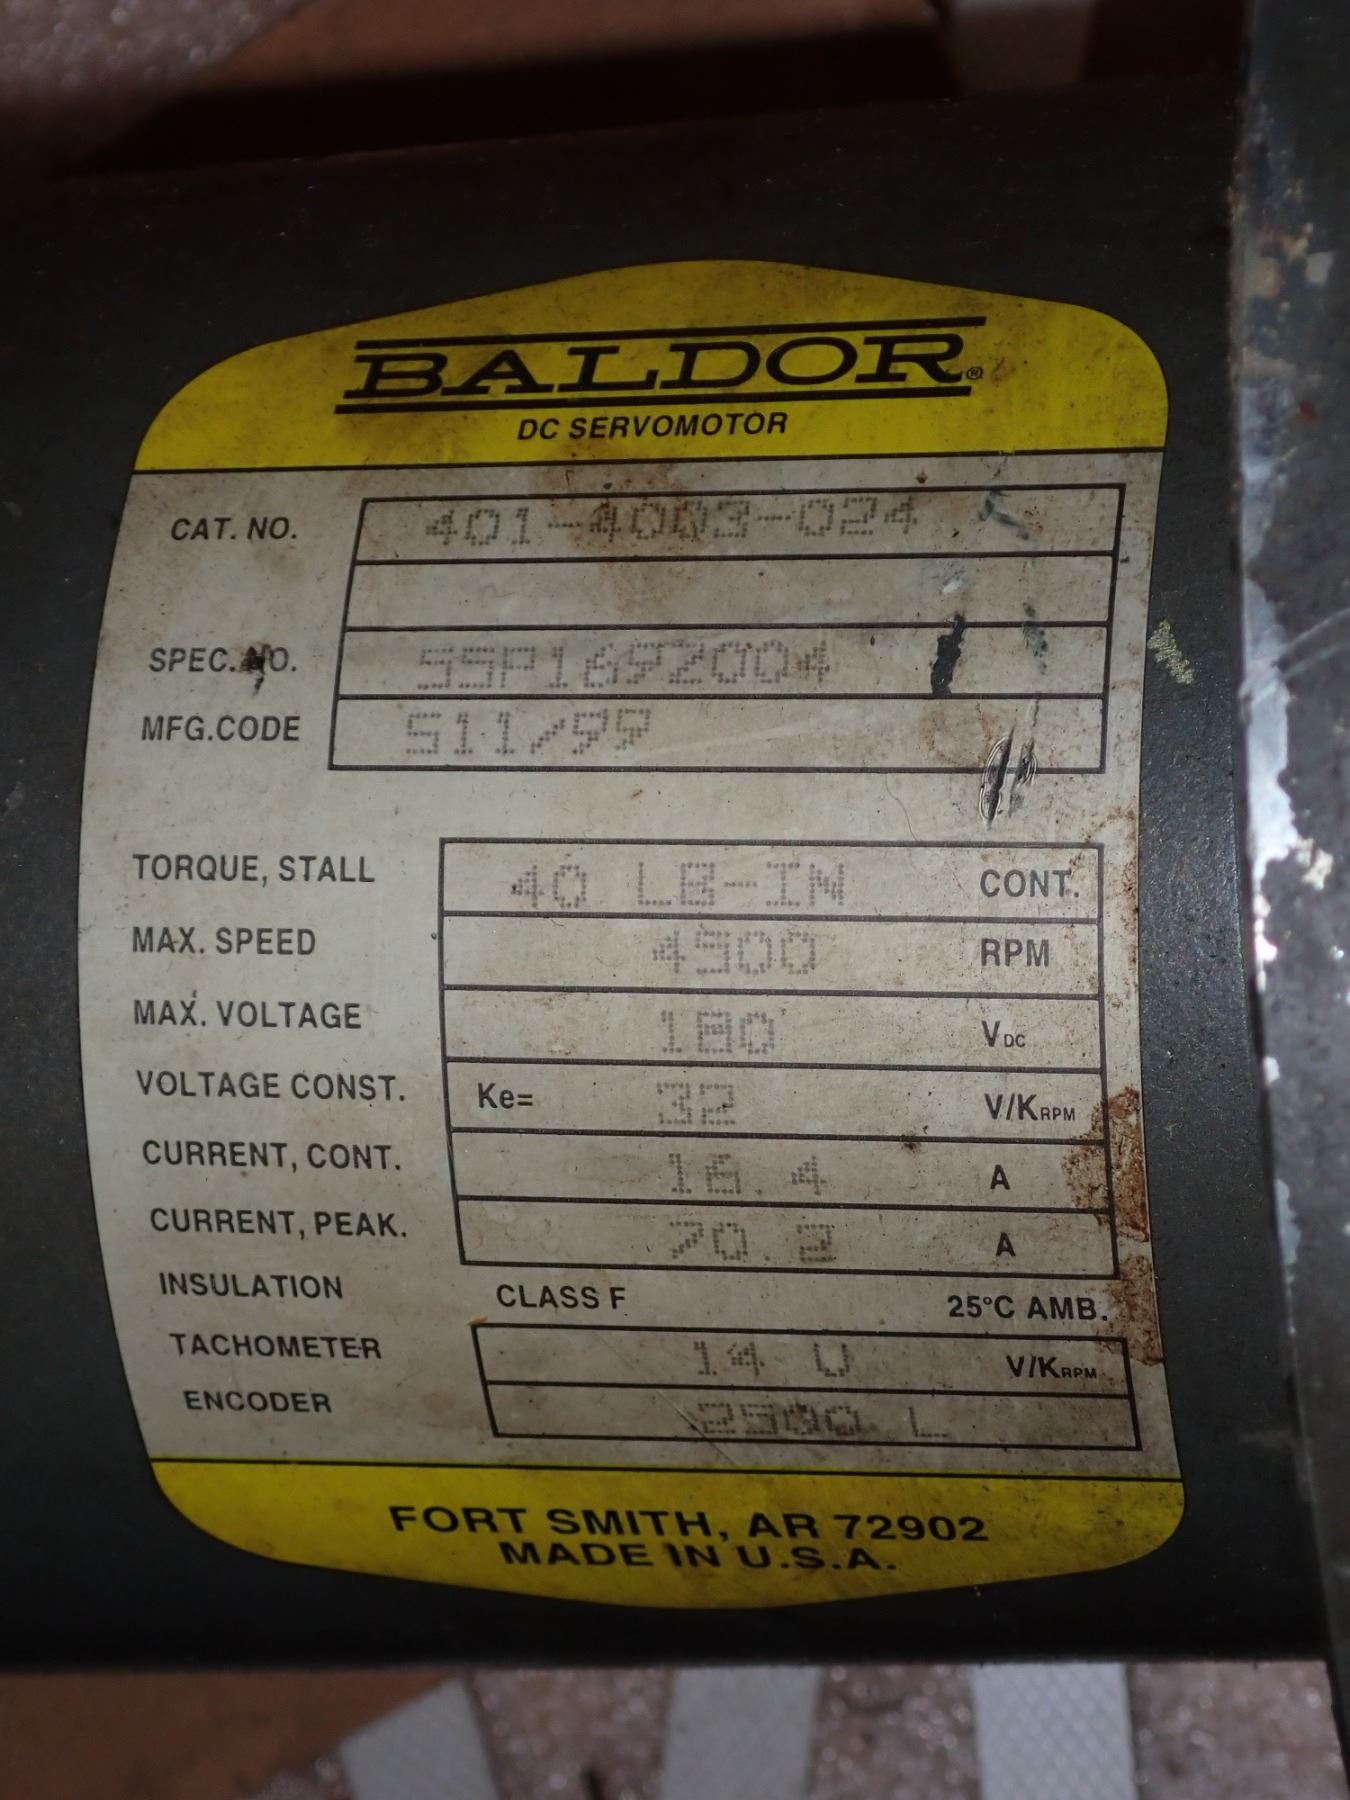 BALDOR®
DC SERVOMOTOR
CAT. NO. 401-4003-024
SPEC. NO. S5P1692004
MFG.CODE S11/99
TORQUE, STALL 40 LB-IN CONT.
MAX. SPEED 4500 RPM
MAX. VOLTAGE 180 VDC
VOLTAGE CONST. Ke= 32 V/KRPM
CURRENT, CONT. 16.4 A
CURRENT, PEAK. 70.2 A
INSULATION CLASS F 25°C AMB.
TACHOMETER 14 V V/KRPM
ENCODER 2500 L
FORT SMITH, AR 72902
MADE IN U.S.A.